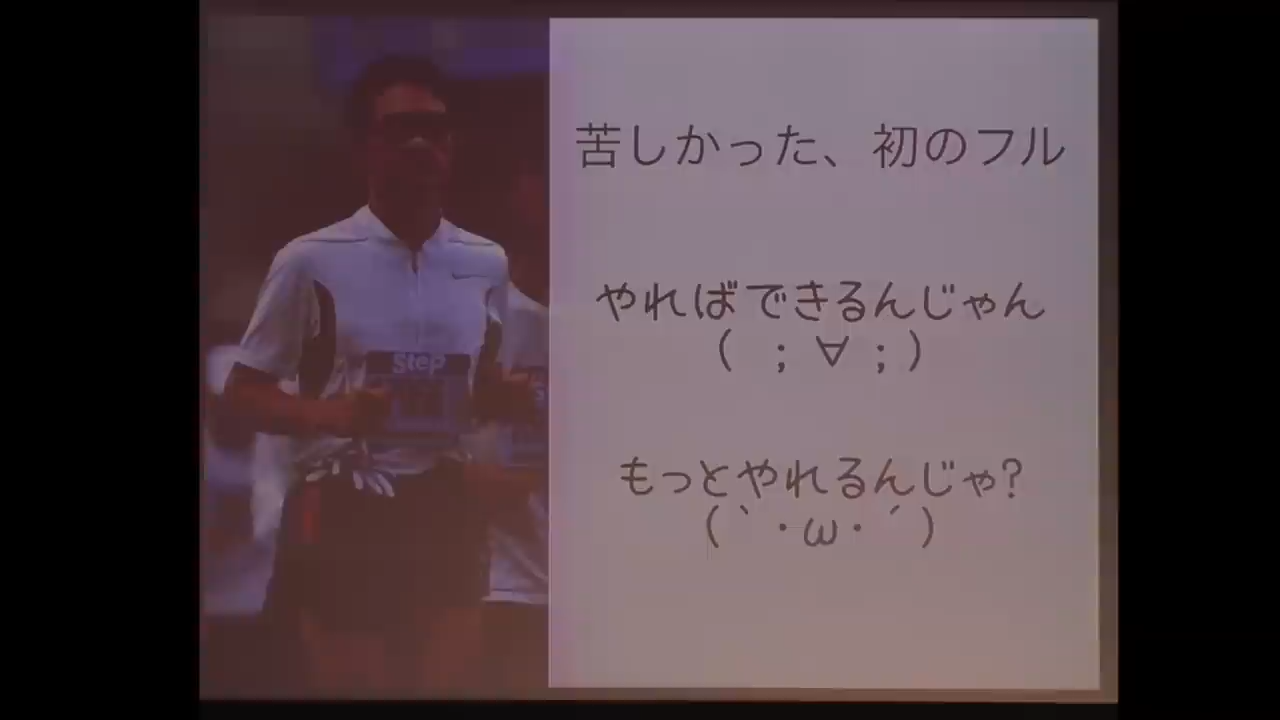 苦しかった、初のフル
やればできるんじゃん
( ；∀；)
もっとやれるんじゃ?
(｀・ω・´)
Step